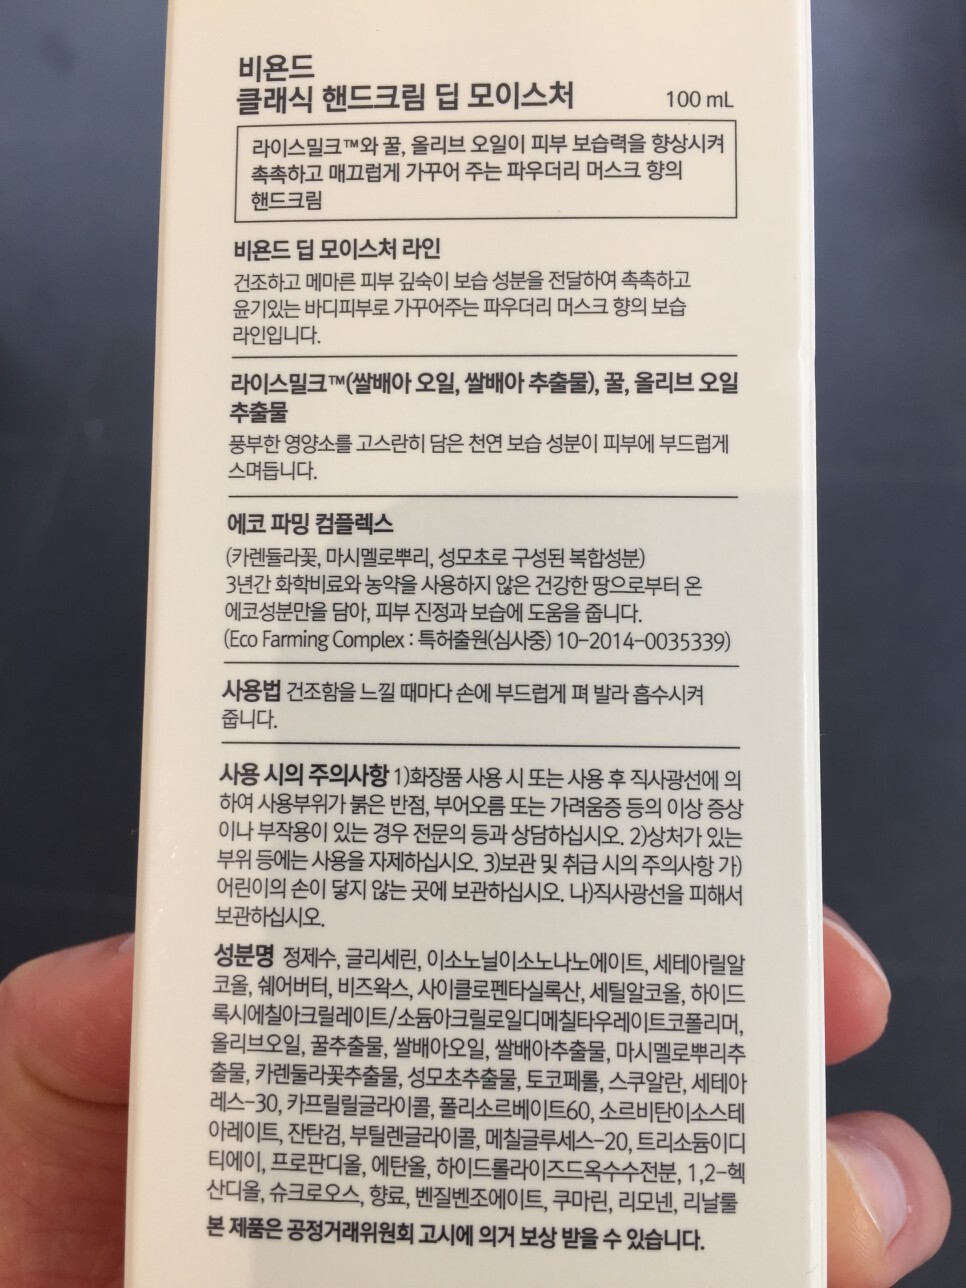 비욘드
클래식 핸드크림 딥 모이스처 100 mL
라이스밀크™와 꿀, 올리브 오일이 피부 보습력을 향상시켜
촉촉하고 매끄럽게 가꾸어 주는 파우더리 머스크 향의
핸드크림
비욘드 딥 모이스처 라인
건조하고 메마른 피부 깊숙이 보습 성분을 전달하여 촉촉하고
윤기있는 바디피부로 가꾸어주는 파우더리 머스크 향의 보습
라인입니다.
라이스밀크™(쌀배아 오일, 쌀배아 추출물), 꿀, 올리브 오일
추출물
풍부한 영양소를 고스란히 담은 천연 보습 성분이 피부에 부드럽게
스며듭니다.
에코 파밍 컴플렉스
(카렌듈라꽃, 마시멜로뿌리, 성모초로 구성된 복합성분)
3년간 화학비료와 농약을 사용하지 않은 건강한 땅으로부터 온
에코성분만을 담아, 피부 진정과 보습에 도움을 줍니다.
(Eco Farming Complex : 특허출원(심사중) 10-2014-0035339)
사용법 건조함을 느낄 때마다 손에 부드럽게 펴 발라 흡수시켜
줍니다.
사용 시의 주의사항 1)화장품 사용 시 또는 사용 후 직사광선에 의
하여 사용부위가 붉은 반점, 부어오름 또는 가려움증 등의 이상 증상
이나 부작용이 있는 경우 전문의 등과 상담하십시오. 2)상처가 있는
부위 등에는 사용을 자제하십시오. 3)보관 및 취급 시의 주의사항 가)
어린이의 손이 닿지 않는 곳에 보관하십시오. 나)직사광선을 피해서
보관하십시오.
성분명 정제수, 글리세린, 이소노닐이소노나노에이트, 세테아릴알
코올, 쉐어버터, 비즈왁스, 사이클로펜타실록산, 세틸알코올, 하이드
록시에칠아크릴레이트/소듐아크릴로일디메칠타우레이트코폴리머,
올리브오일, 꿀추출물, 쌀배아오일, 쌀배아추출물, 마시멜로뿌리추
출물, 카렌둘라꽃추출물, 성모초추출물, 토코페롤, 스쿠알란, 세테아
레스-30, 카프릴릴글라이콜, 폴리소르베이트60, 소르비탄이소스테
아레이트, 잔탄검, 부틸렌글라이콜, 메칠글루세스-20, 트리소듐이디
티에이, 프로판디올, 에탄올, 하이드롤라이즈드옥수수전분, 1,2-헥
산디올, 슈크로오스, 향료, 벤질벤조에이트, 쿠마린, 리모넨, 리날룰
본 제품은 공정거래위원회 고시에 의거 보상 받을 수 있습니다.